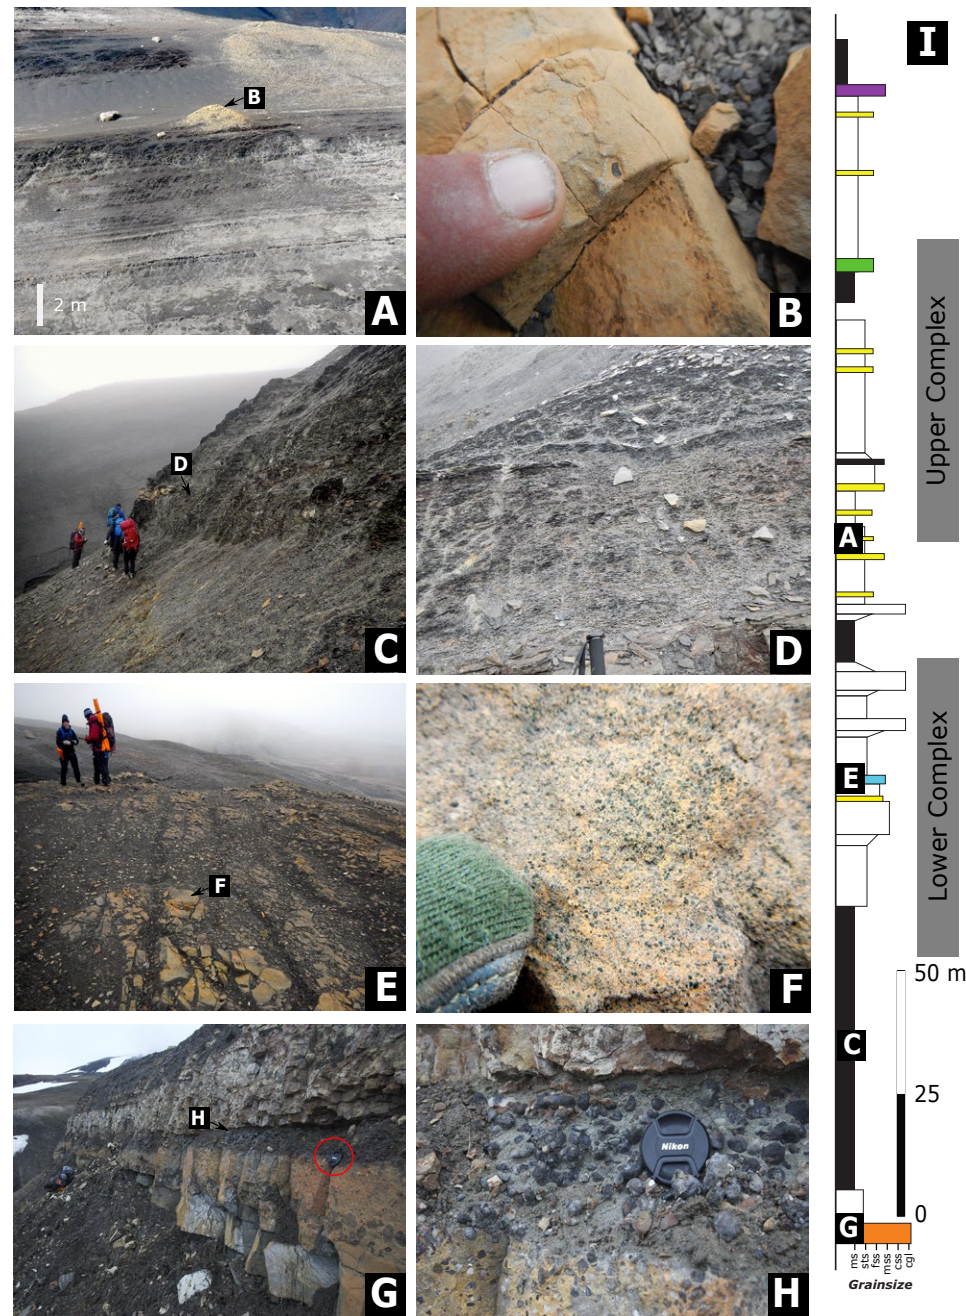 B
2 m
A
B
D
C
D
F
E
F
H
G
Nikon
H
I
Upper Complex
A
E
Lower Complex
50 m
C
25
0
G
ms
sts
fss
mss
css
cgl
Grainsize